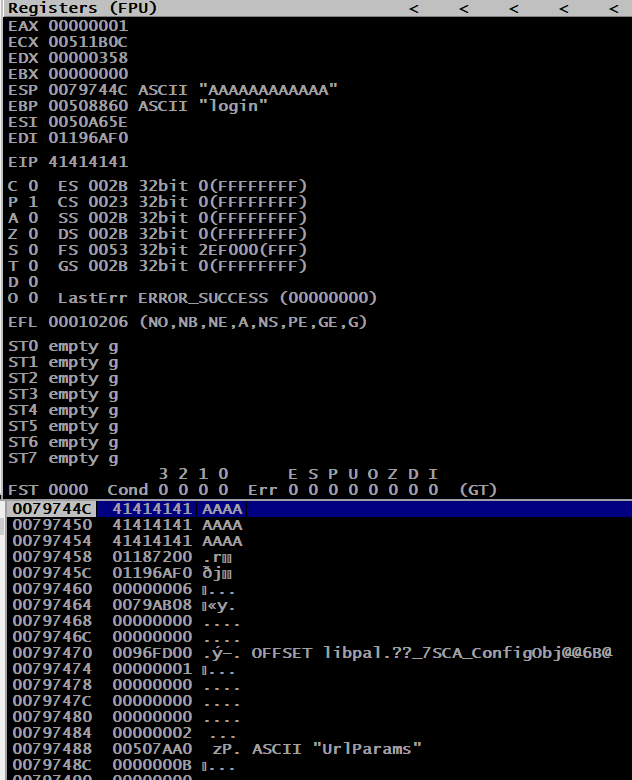 Registers (FPU) < < < < <
EAX 00000001
ECX 00511B0C
EDX 00000358
EBX 00000000
ESP 0079744C ASCII "AAAAAAAAAAAA"
EBP 00508860 ASCII "login"
ESI 0050A65E
EDI 01196AF0
EIP 41414141
C 0 ES 002B 32bit 0(FFFFFFFF)
P 1 CS 0023 32bit 0(FFFFFFFF)
A 0 SS 002B 32bit 0(FFFFFFFF)
Z 0 DS 002B 32bit 0(FFFFFFFF)
S 0 FS 0053 32bit 2EF000(FFF)
T 0 GS 002B 32bit 0(FFFFFFFF)
D 0
O 0 LastErr ERROR_SUCCESS (00000000)
EFL 00010206 (NO,NB,NE,A,NS,PE,GE,G)
ST0 empty g
ST1 empty g
ST2 empty g
ST3 empty g
ST4 empty g
ST5 empty g
ST6 empty g
ST7 empty g
3 2 1 0 E S P U O Z D I
FST 0000 Cond 0 0 0 0 Err 0 0 0 0 0 0 0 0 (GT)
0079744C 41414141 AAAA
00797450 41414141 AAAA
00797454 41414141 AAAA
00797458 01187200 .r
0079745C 01196AF0 ðj
00797460 00000006 ...
00797464 0079AB08 «y.
00797468 00000000 ....
0079746C 00000000 ....
00797470 0096FD00 .ý–. OFFSET libpal.??_7SCA_ConfigObj@@6B@
00797474 00000001 ...
00797478 00000000 ....
0079747C 00000000 ....
00797480 00000000 ....
00797484 00000002 ...
00797488 00507AA0 zP. ASCII "UrlParams"
0079748C 0000000B ...